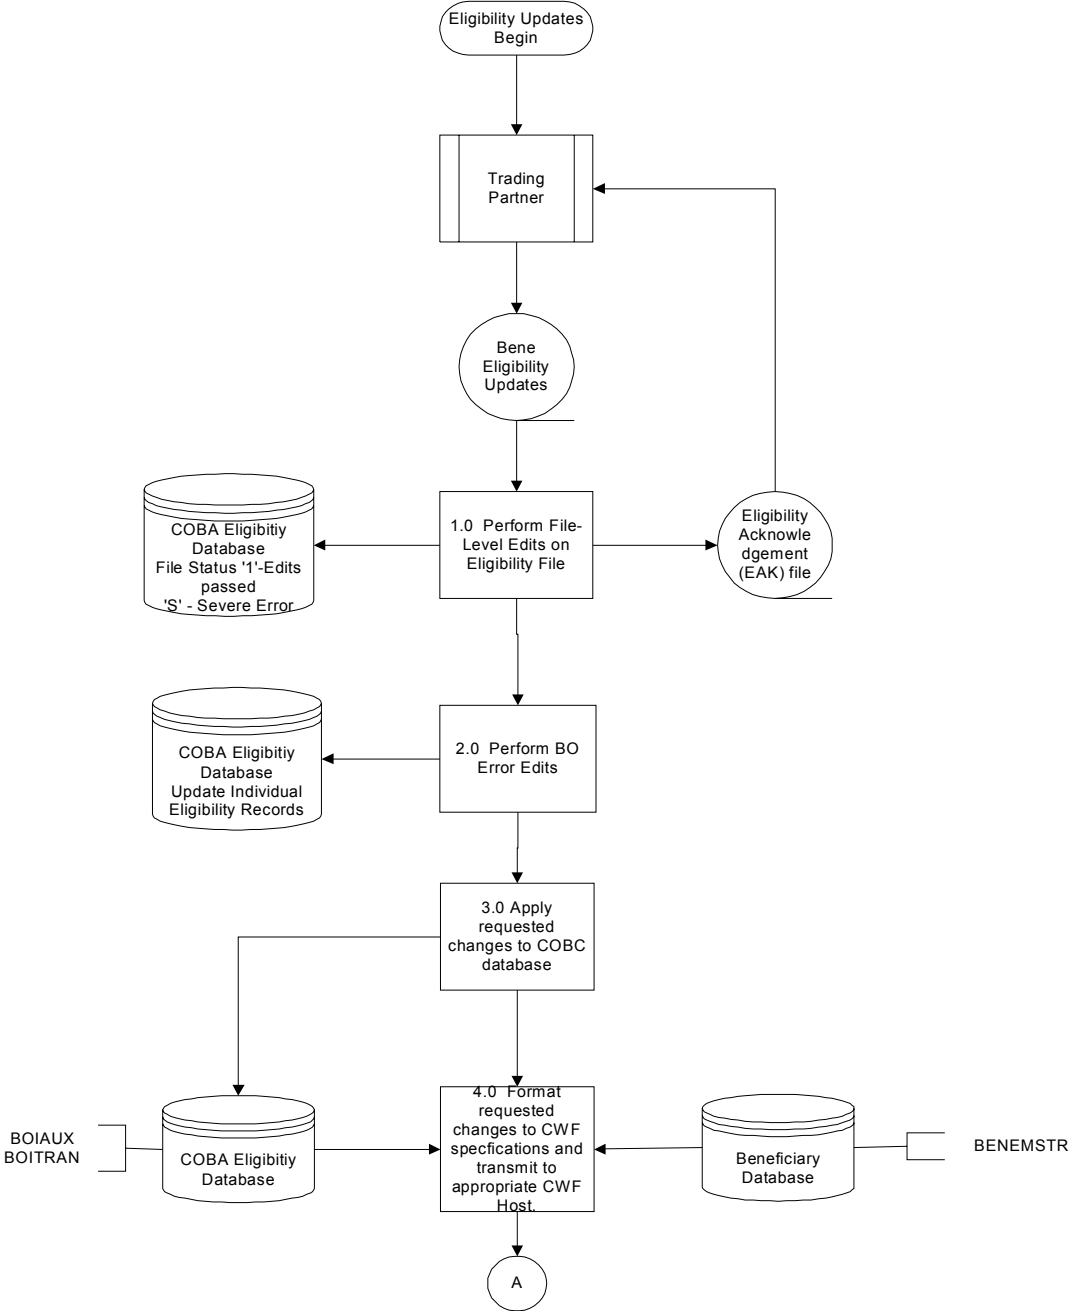 Eligibility Updates
Begin
Trading
Partner
Bene
Eligibility
Updates
COBA Eligibitiy
Database
File Status '1'-Edits
passed
'S' - Severe Error
1.0 Perform File-
Level Edits on
Eligibility File
Eligibility
Acknowle
dgement
(EAK) file
COBA Eligibitiy
Database
Update Individual
Eligibility Records
2.0 Perform BO
Error Edits
3.0 Apply
requested
changes to COBC
database
BOIAUX
BOITRAN
COBA Eligibitiy
Database
4.0 Format
requested
changes to CWF
specfications and
transmit to
appropriate CWF
Host.
Beneficiary
Database
BENEMSTR
A